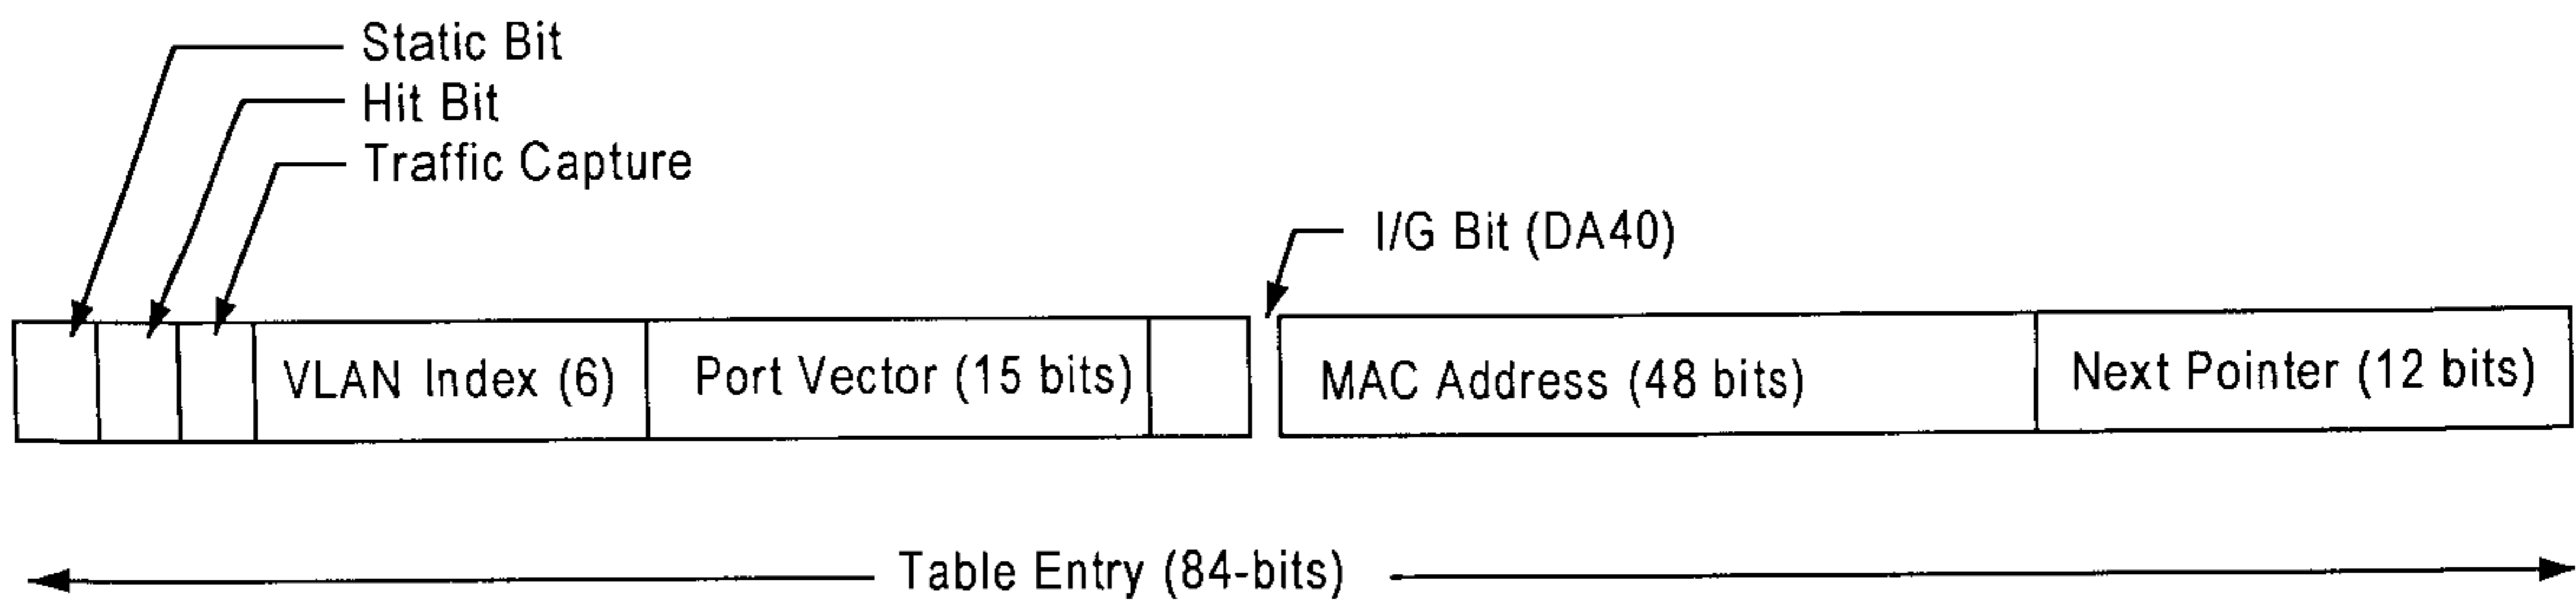 Static Bit
Hit Bit
Traffic Capture
I/G Bit (DA40)
VLAN Index (6)
Port Vector (15 bits)
MAC Address (48 bits)
Next Pointer (12 bits)
Table Entry (84-bits)